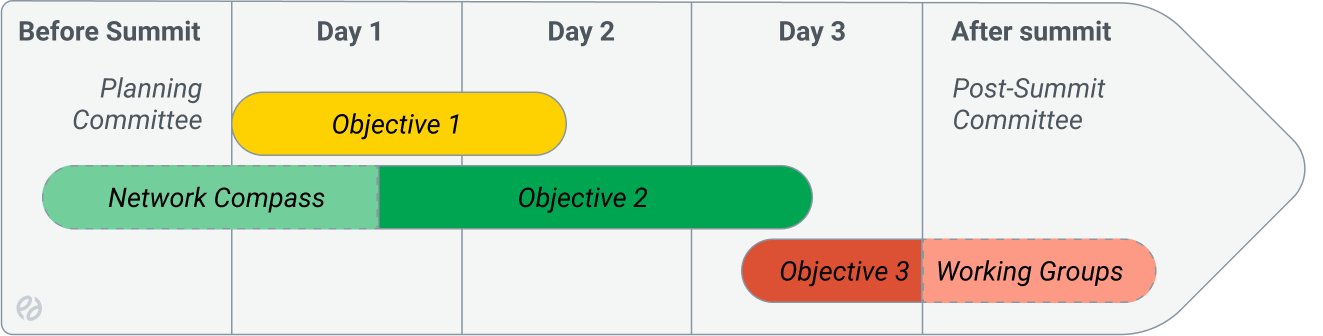 Before Summit
Day 1
Day 2
Day 3
After summit
Planning
Committee
Post-Summit
Committee
Objective 1
Network Compass
Objective 2
Objective 3
Working Groups